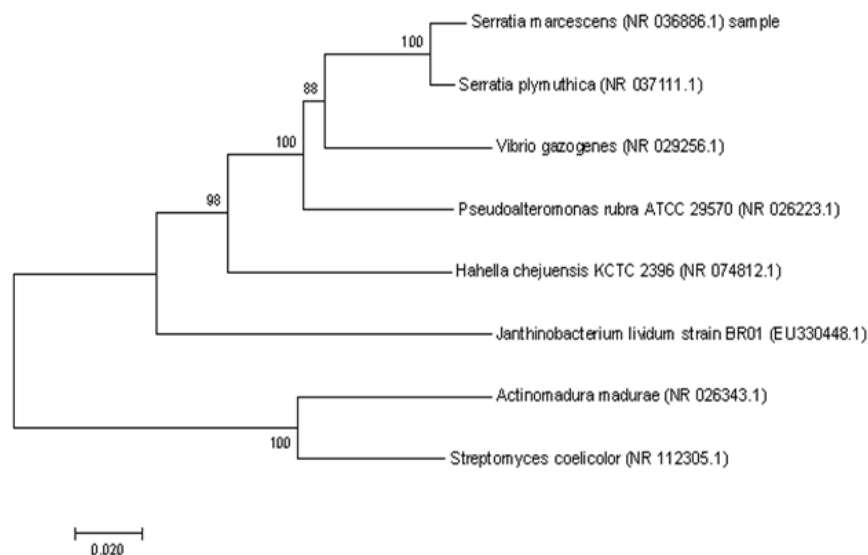 Serratia marcescens (NR 036886.1) sample
100
Serratia plymuthica (NR 037111.1)
88
Vibrio gazogenes (NR 029256.1)
100
Pseudoalteromonas rubra ATCC 29570 (NR 026223.1)
98
Hahella chejuensis KCTC 2396 (NR 074812.1)
Janthinobacterium lividum strain BR01 (EU330448.1)
Actinomadura madurae (NR 026343.1)
100
Streptomyces coelicolor (NR 112305.1)
0.020